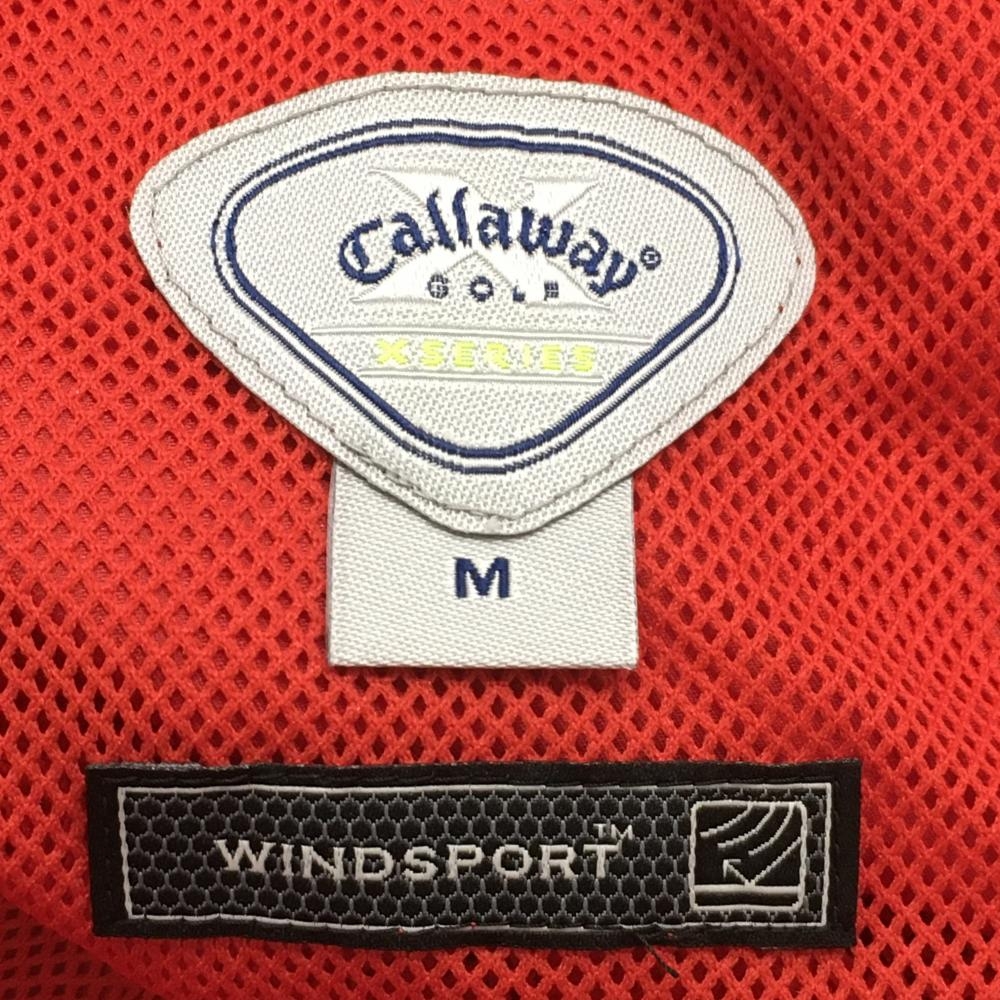 Callaway®
GOLF
X SERIES
M
WINDSPORT™